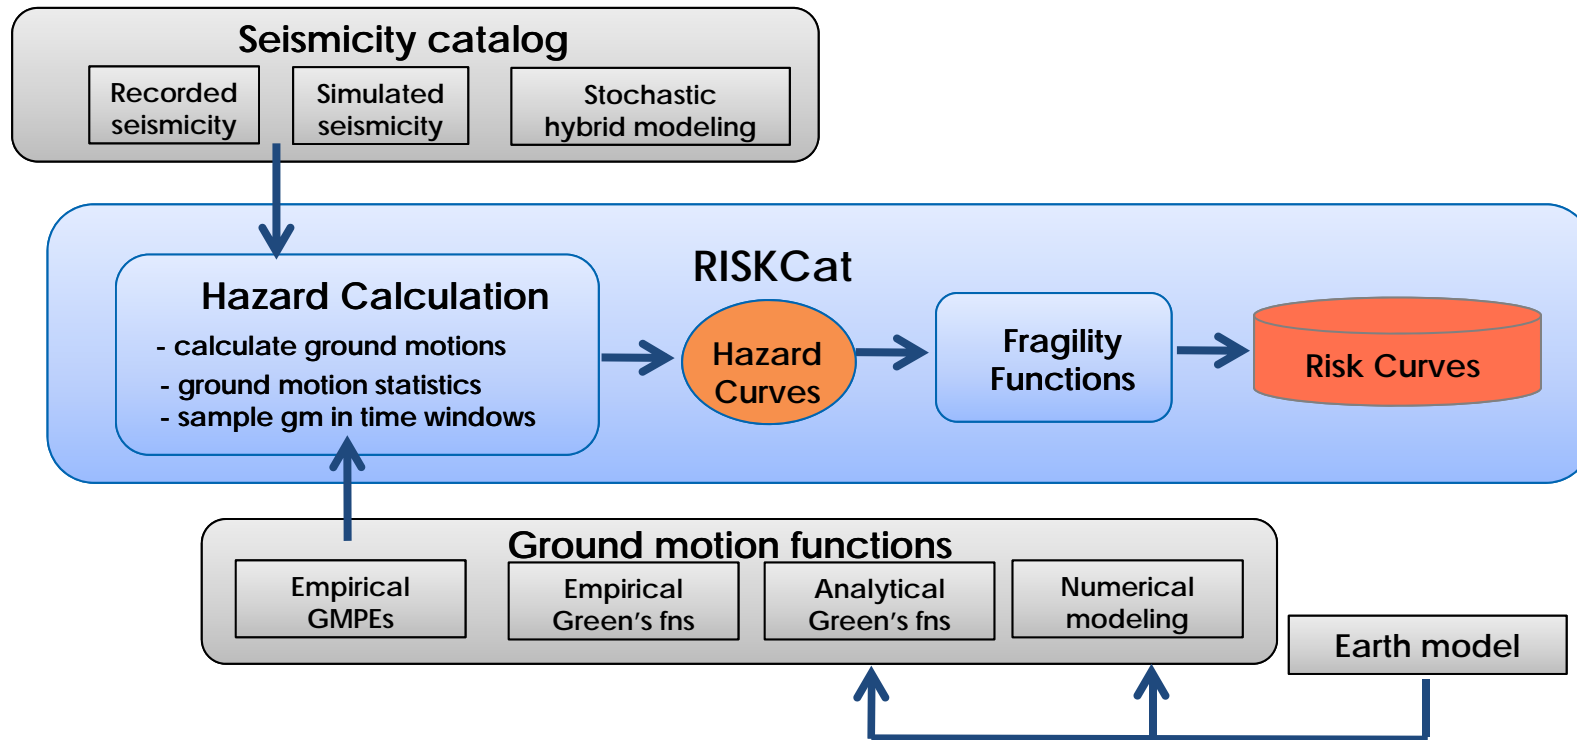 Seismicity catalog
Recorded
seismicity
Simulated
seismicity
Stochastic
hybrid modeling
RISKCat
Hazard Calculation
- calculate ground motions
- ground motion statistics
- sample gm in time windows
Hazard
Curves
Fragility
Functions
Risk Curves
Ground motion functions
Empirical
GMPEs
Empirical
Green’s fns
Analytical
Green’s fns
Numerical
modeling
Earth model